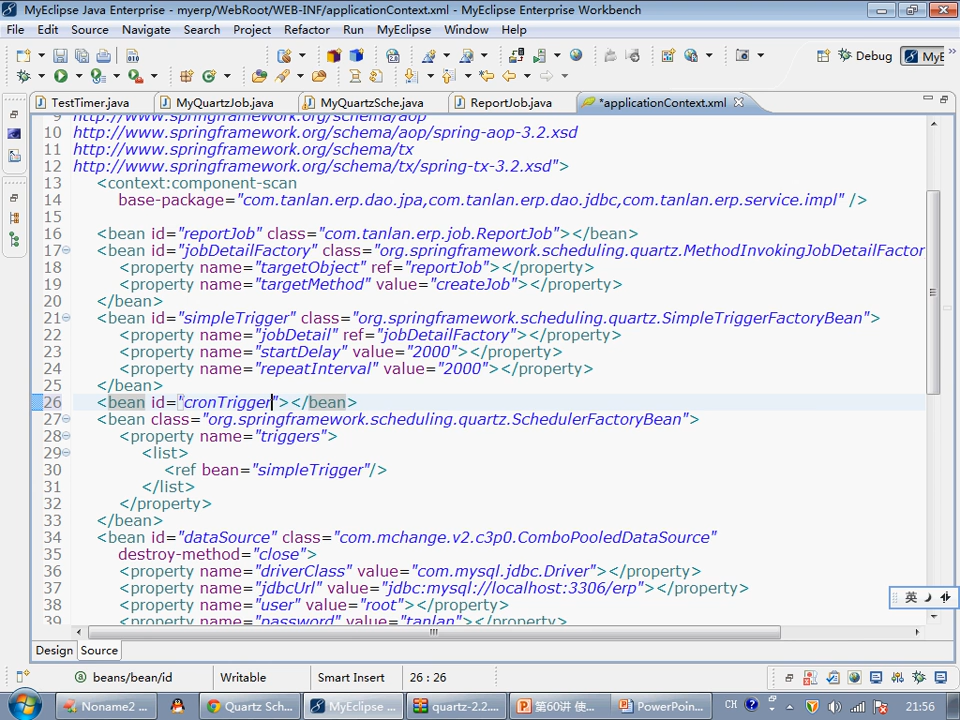 MyEclipse Java Enterprise - myerp/WebRoot/WEB-INF/applicationContext.xml - MyEclipse Enterprise Workbench
File Edit Source Navigate Search Project Refactor Run MyEclipse Window Help
Debug MyE
TestTimer.java MyQuartzJob.java MyQuartzSche.java ReportJob.java *applicationContext.xml
9 http://www.springframework.org/schema/aop
10 http://www.springframework.org/schema/aop/spring-aop-3.2.xsd
11 http://www.springframework.org/schema/tx
12 http://www.springframework.org/schema/tx/spring-tx-3.2.xsd">
13 <context:component-scan
14 base-package="com.tanlan.erp.dao.jpa,com.tanlan.erp.dao.jdbc,com.tanlan.erp.service.impl" />
15
16 <bean id="reportJob" class="com.tanlan.erp.job.ReportJob"></bean>
17 <bean id="jobDetailFactory" class="org.springframework.scheduling.quartz.MethodInvokingJobDetailFactor
18 <property name="targetObject" ref="reportJob"></property>
19 <property name="targetMethod" value="createJob"></property>
20 </bean>
21 <bean id="simpleTrigger" class="org.springframework.scheduling.quartz.SimpleTriggerFactoryBean">
22 <property name="jobDetail" ref="jobDetailFactory"></property>
23 <property name="startDelay" value="2000"></property>
24 <property name="repeatInterval" value="2000"></property>
25 </bean>
26 <bean id="cronTrigger"></bean>
27 <bean class="org.springframework.scheduling.quartz.SchedulerFactoryBean">
28 <property name="triggers">
29 <list>
30 <ref bean="simpleTrigger"/>
31 </list>
32 </property>
33 </bean>
34 <bean id="dataSource" class="com.mchange.v2.c3p0.ComboPooledDataSource"
35 destroy-method="close">
36 <property name="driverClass" value="com.mysql.jdbc.Driver"></property>
37 <property name="jdbcUrl" value="jdbc:mysql://localhost:3306/erp"></property>
38 <property name="user" value="root"></property>
39 <property name="password" value="tanlan"></property>
英
Design Source
beans/bean/id Writable Smart Insert 26 : 26
Noname2 ... Quartz Sch... MyEclipse ... quartz-2.2.... 第60讲 使... PowerPoin... CH 21:56